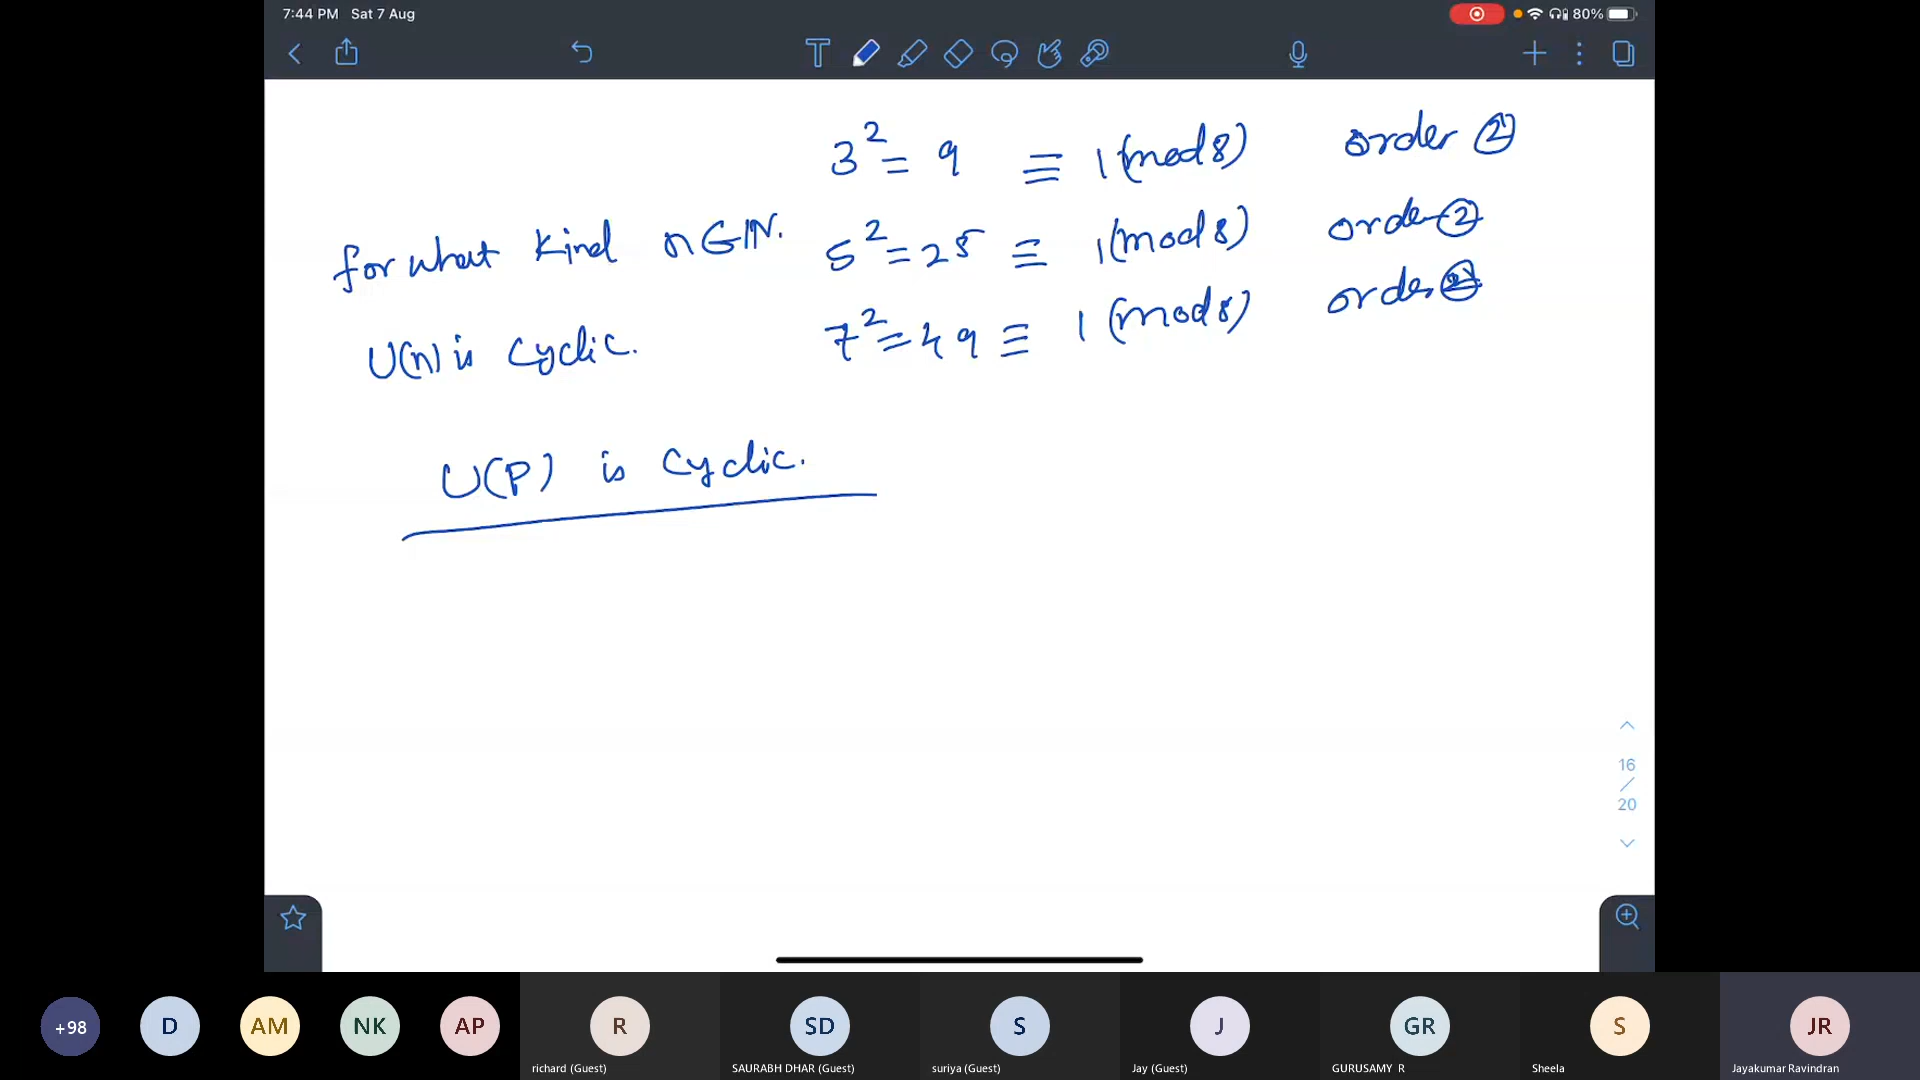 7:44 PM Sat 7 Aug
80%
T
3² = 9 ≡ 1 (mod 8) order 2
for what kind n ∈ ℕ.
5² = 25 ≡ 1 (mod 8) order 2
U(n) is cyclic.
7² = 49 ≡ 1 (mod 8) order 2
U(P) is cyclic.
16
/
20
+98
D
AM
NK
AP
R
SD
S
J
GR
S
JR
richard (Guest)
SAURABH DHAR (Guest)
suriya (Guest)
Jay (Guest)
GURUSAMY R
Sheela
Jayakumar Ravindran